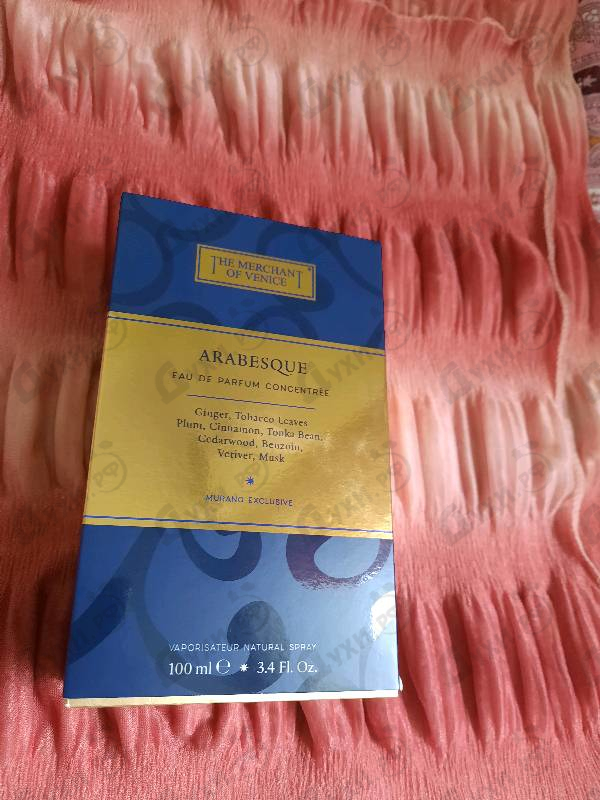 THE MERCHANT
OF VENICE
ARABESQUE
EAU DE PARFUM CONCENTRÉE
Ginger, Tobacco Leaves
Plum, Cinnamon, Tonka Bean,
Cedarwood, Benzoin,
Vetiver, Musk
MURANO EXCLUSIVE
VAPORISATEUR NATURAL SPRAY
100 ml ℮ ✷ 3.4 Fl. Oz.